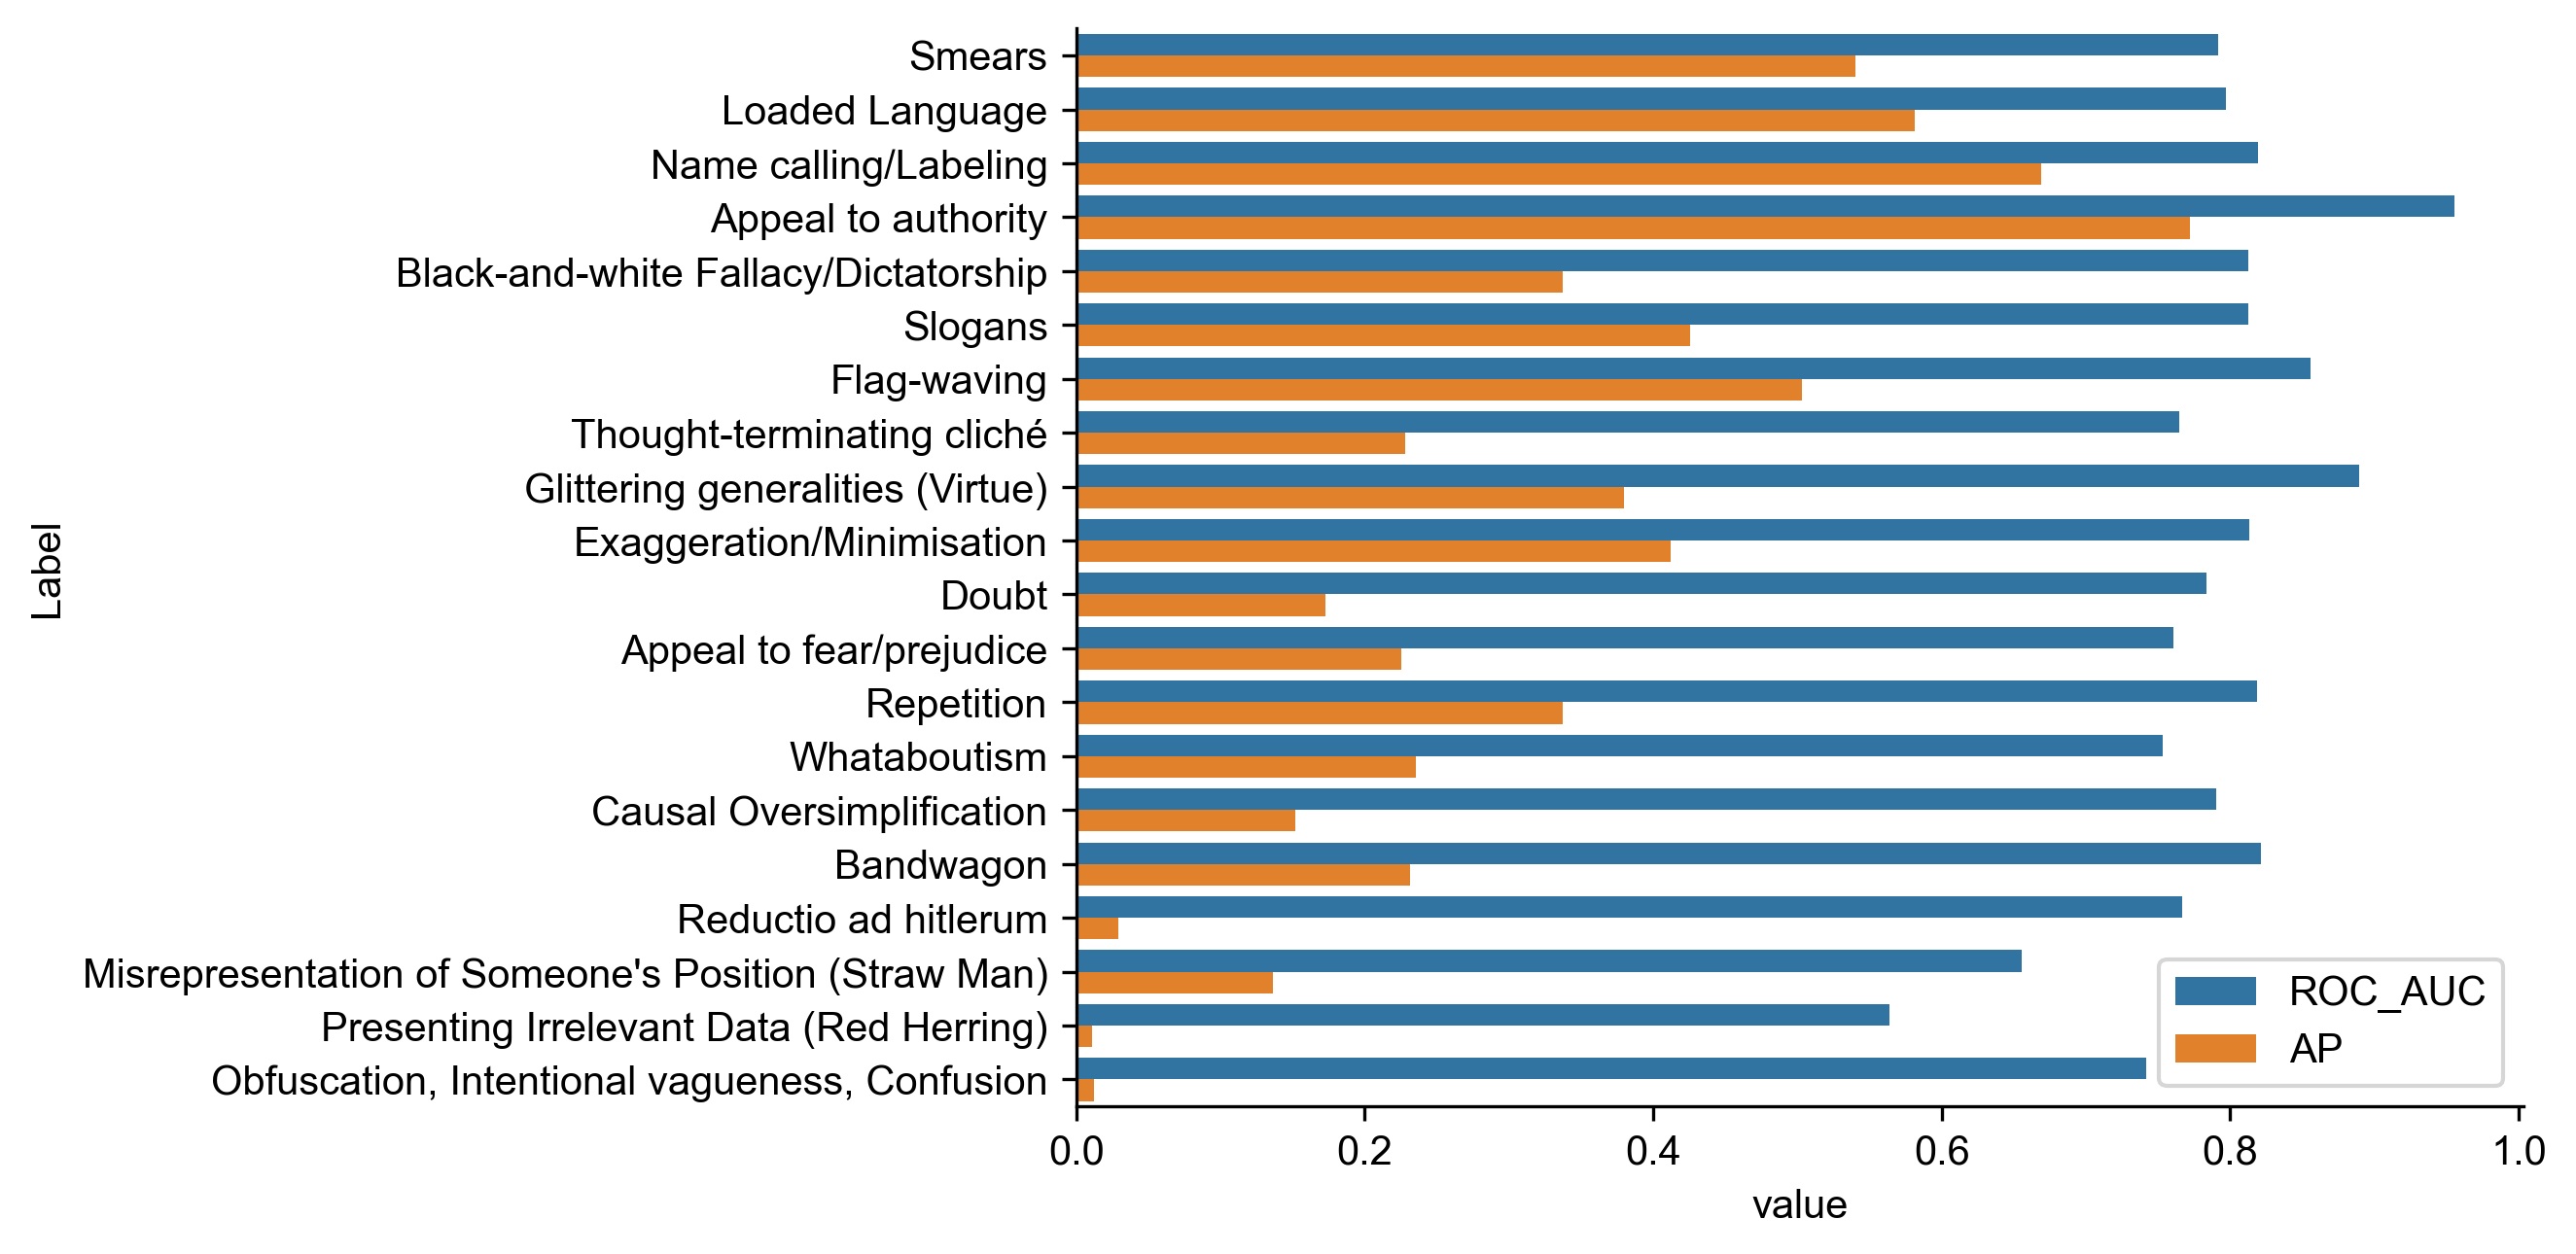 Smears
Loaded Language
Name calling/Labeling
Appeal to authority
Black-and-white Fallacy/Dictatorship
Slogans
Flag-waving
Thought-terminating cliché
Glittering generalities (Virtue)
Exaggeration/Minimisation
Doubt
Appeal to fear/prejudice
Repetition
Whataboutism
Causal Oversimplification
Bandwagon
Reductio ad hitlerum
Misrepresentation of Someone's Position (Straw Man)
Presenting Irrelevant Data (Red Herring)
Obfuscation, Intentional vagueness, Confusion
Label
ROC_AUC
AP
0.0 0.2 0.4 0.6 0.8 1.0
value